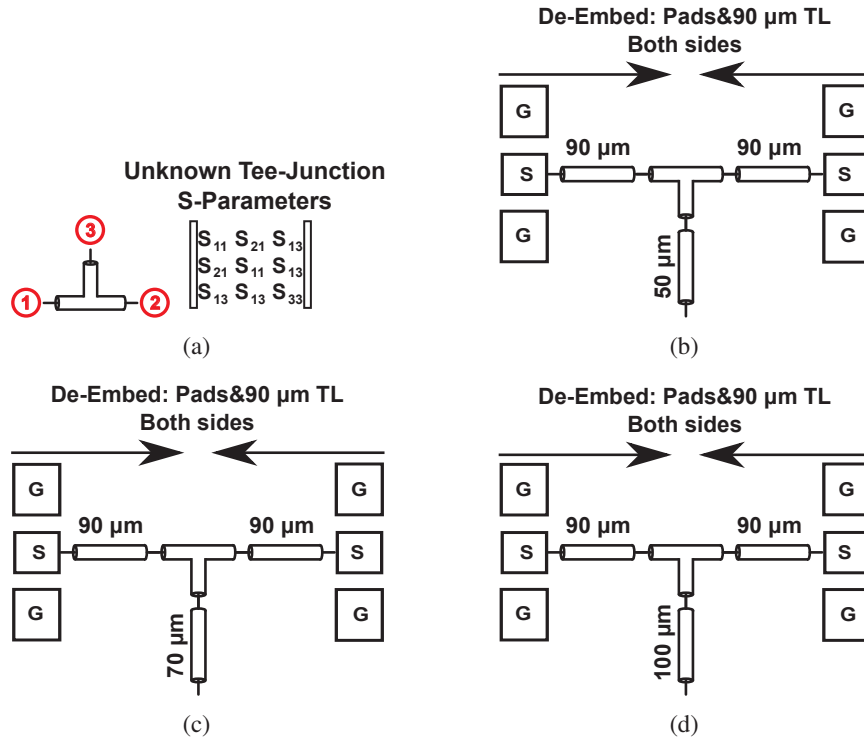 Unknown Tee-Junction
S-Parameters
S11 S21 S13
S21 S11 S13
S13 S13 S33
3
1
2
(a)
De-Embed: Pads&90 µm TL
Both sides
G
G
90 µm
90 µm
S
S
G
G
50 µm
(b)
De-Embed: Pads&90 µm TL
Both sides
G
G
90 µm
90 µm
S
S
G
G
70 µm
(c)
De-Embed: Pads&90 µm TL
Both sides
G
G
90 µm
90 µm
S
S
G
G
100 µm
(d)